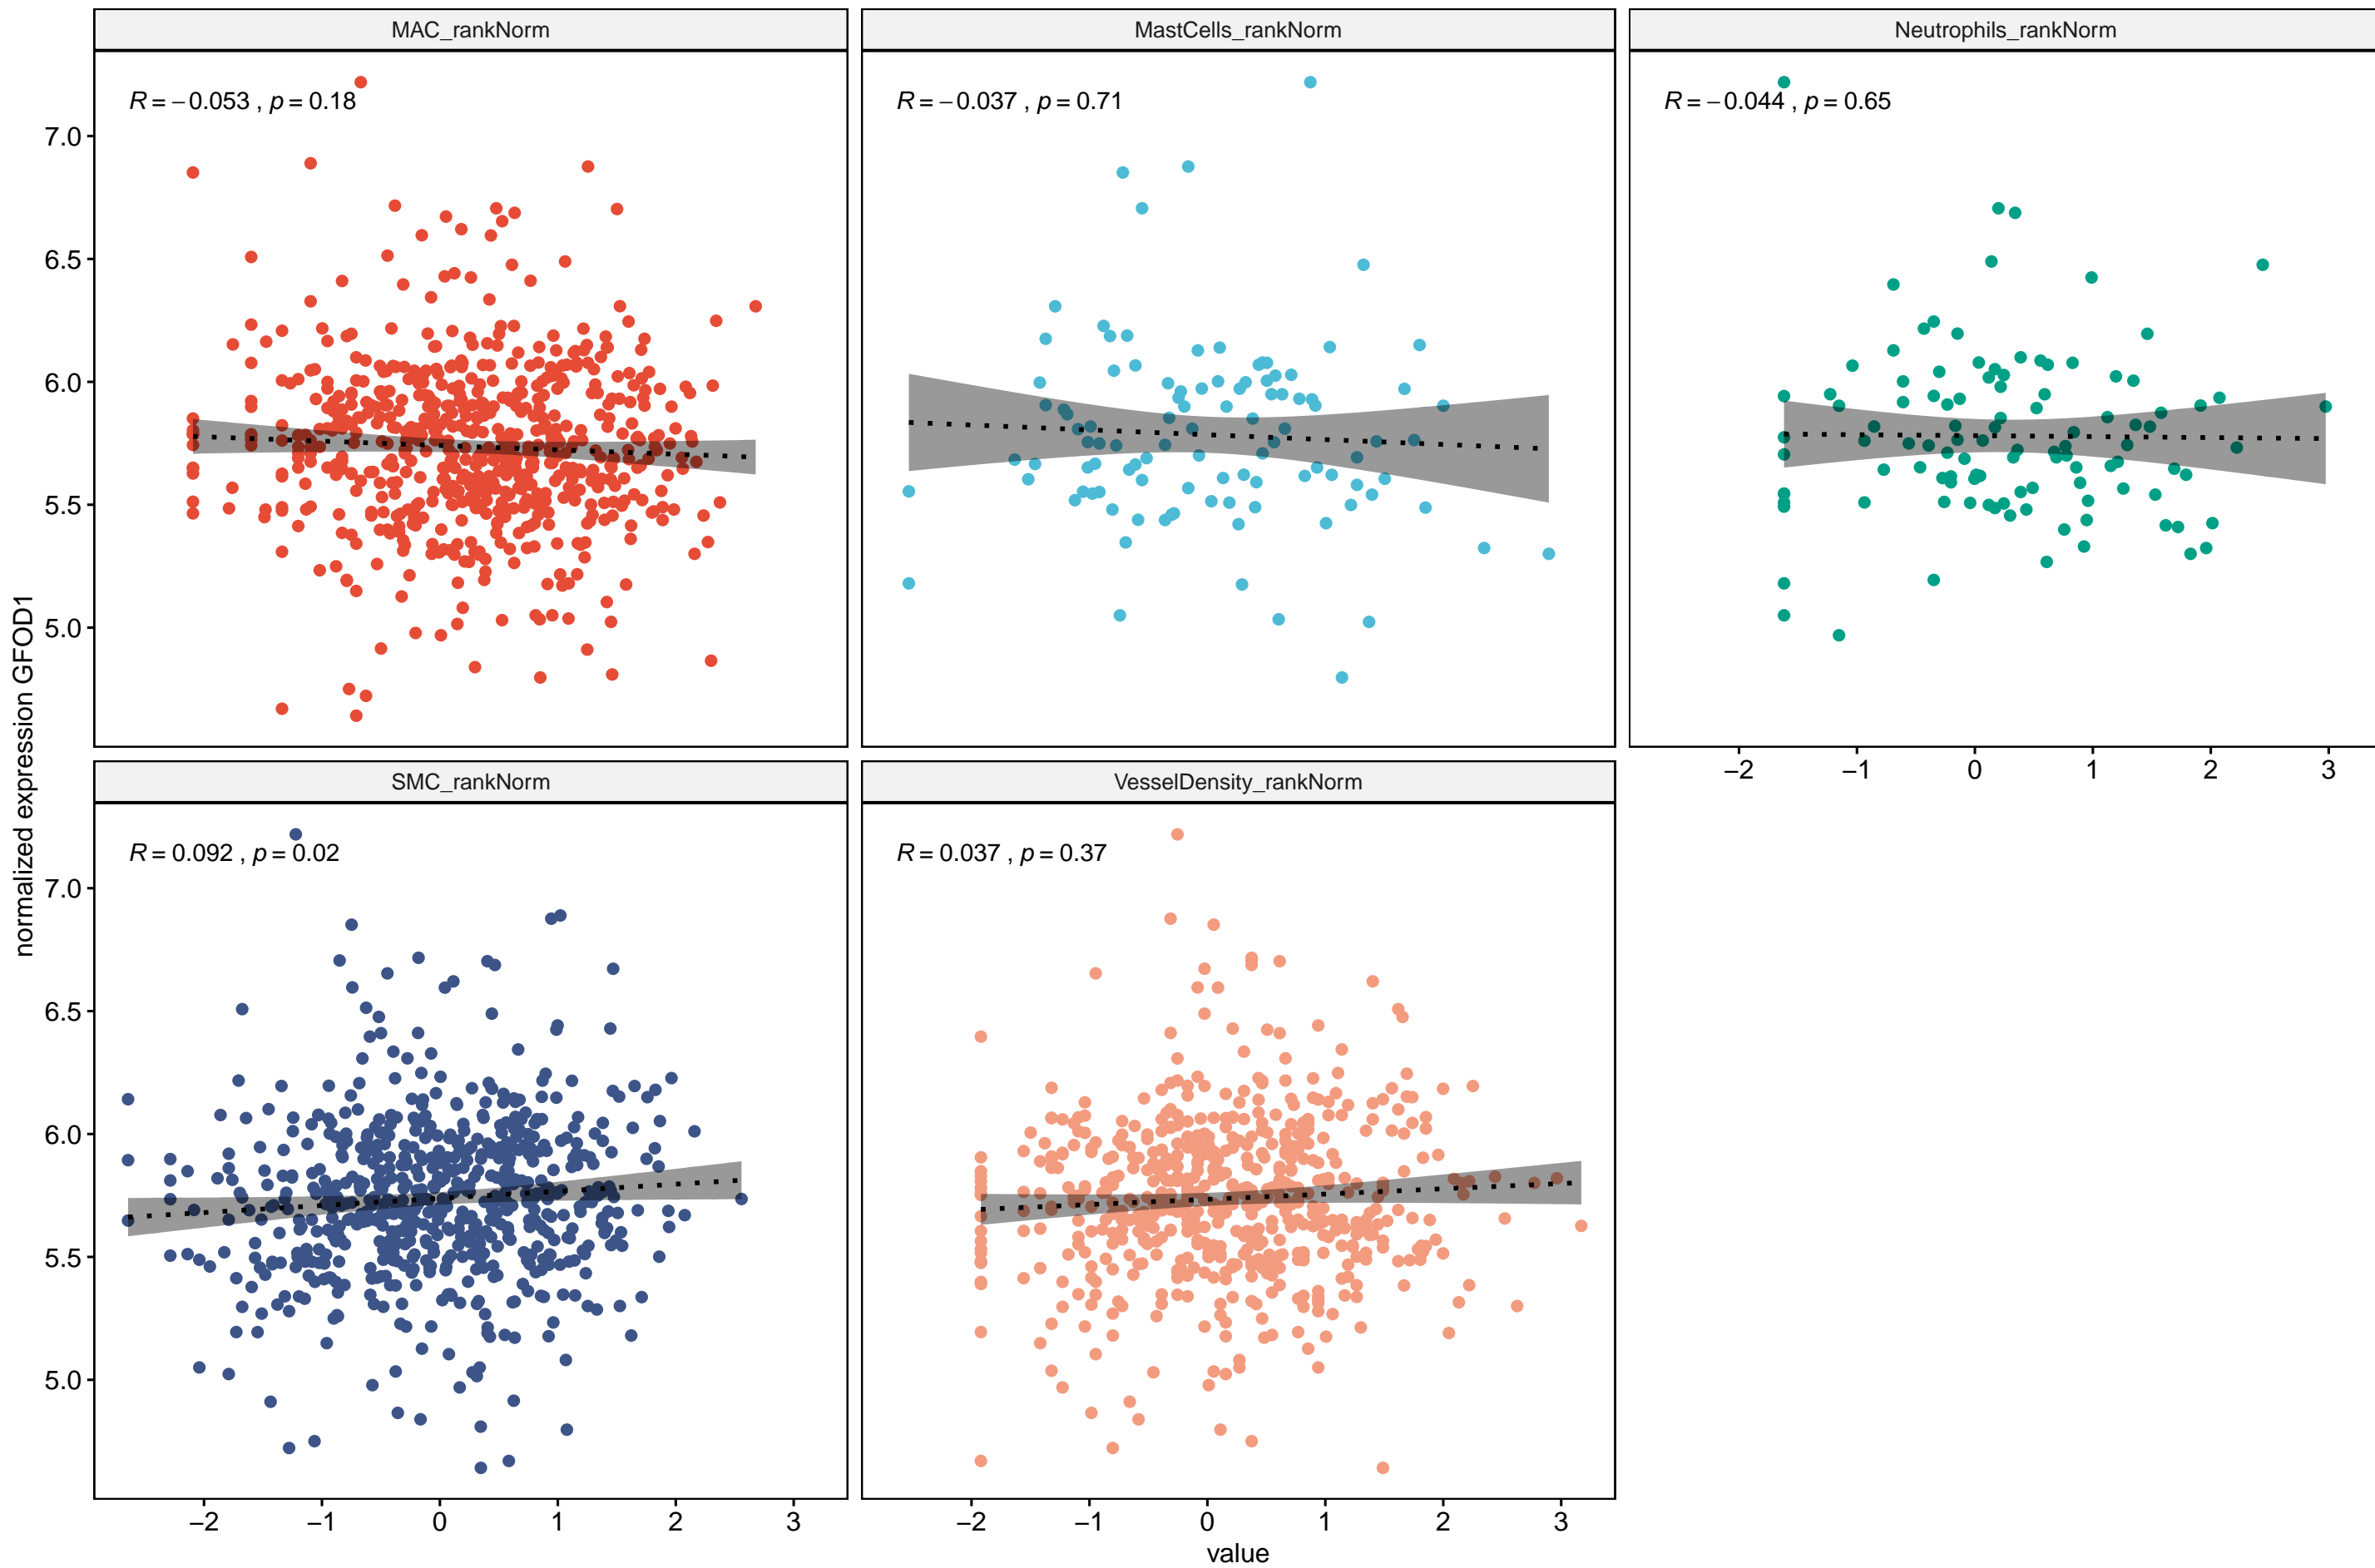 MAC_rankNorm
MastCells_rankNorm
Neutrophils_rankNorm
R = −0.053 , p = 0.18
R = −0.037 , p = 0.71
R = −0.044 , p = 0.65
7.0
6.5
6.0
5.5
5.0
−2 −1 0 1 2 3
SMC_rankNorm
VesselDensity_rankNorm
R = 0.092 , p = 0.02
R = 0.037 , p = 0.37
7.0
6.5
6.0
5.5
5.0
−2 −1 0 1 2 3
−2 −1 0 1 2 3
normalized expression GFOD1
value